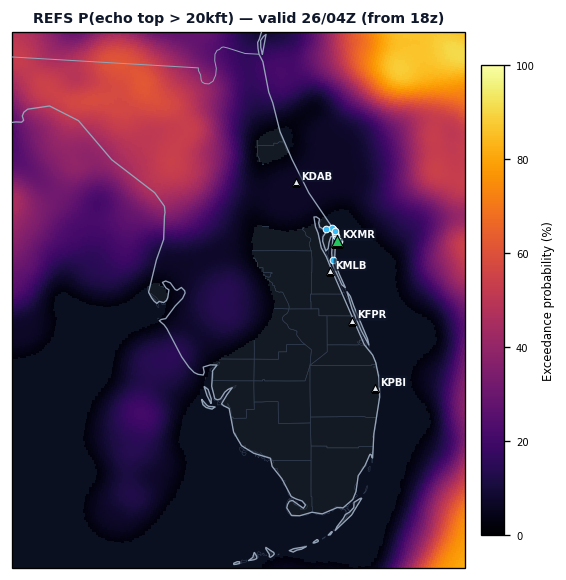 REFS P(echo top > 20kft) — valid 26/04Z (from 18z)
KDAB
KXMR
KMLB
KFPR
KPBI
100
80
60
40
20
0
Exceedance probability (%)